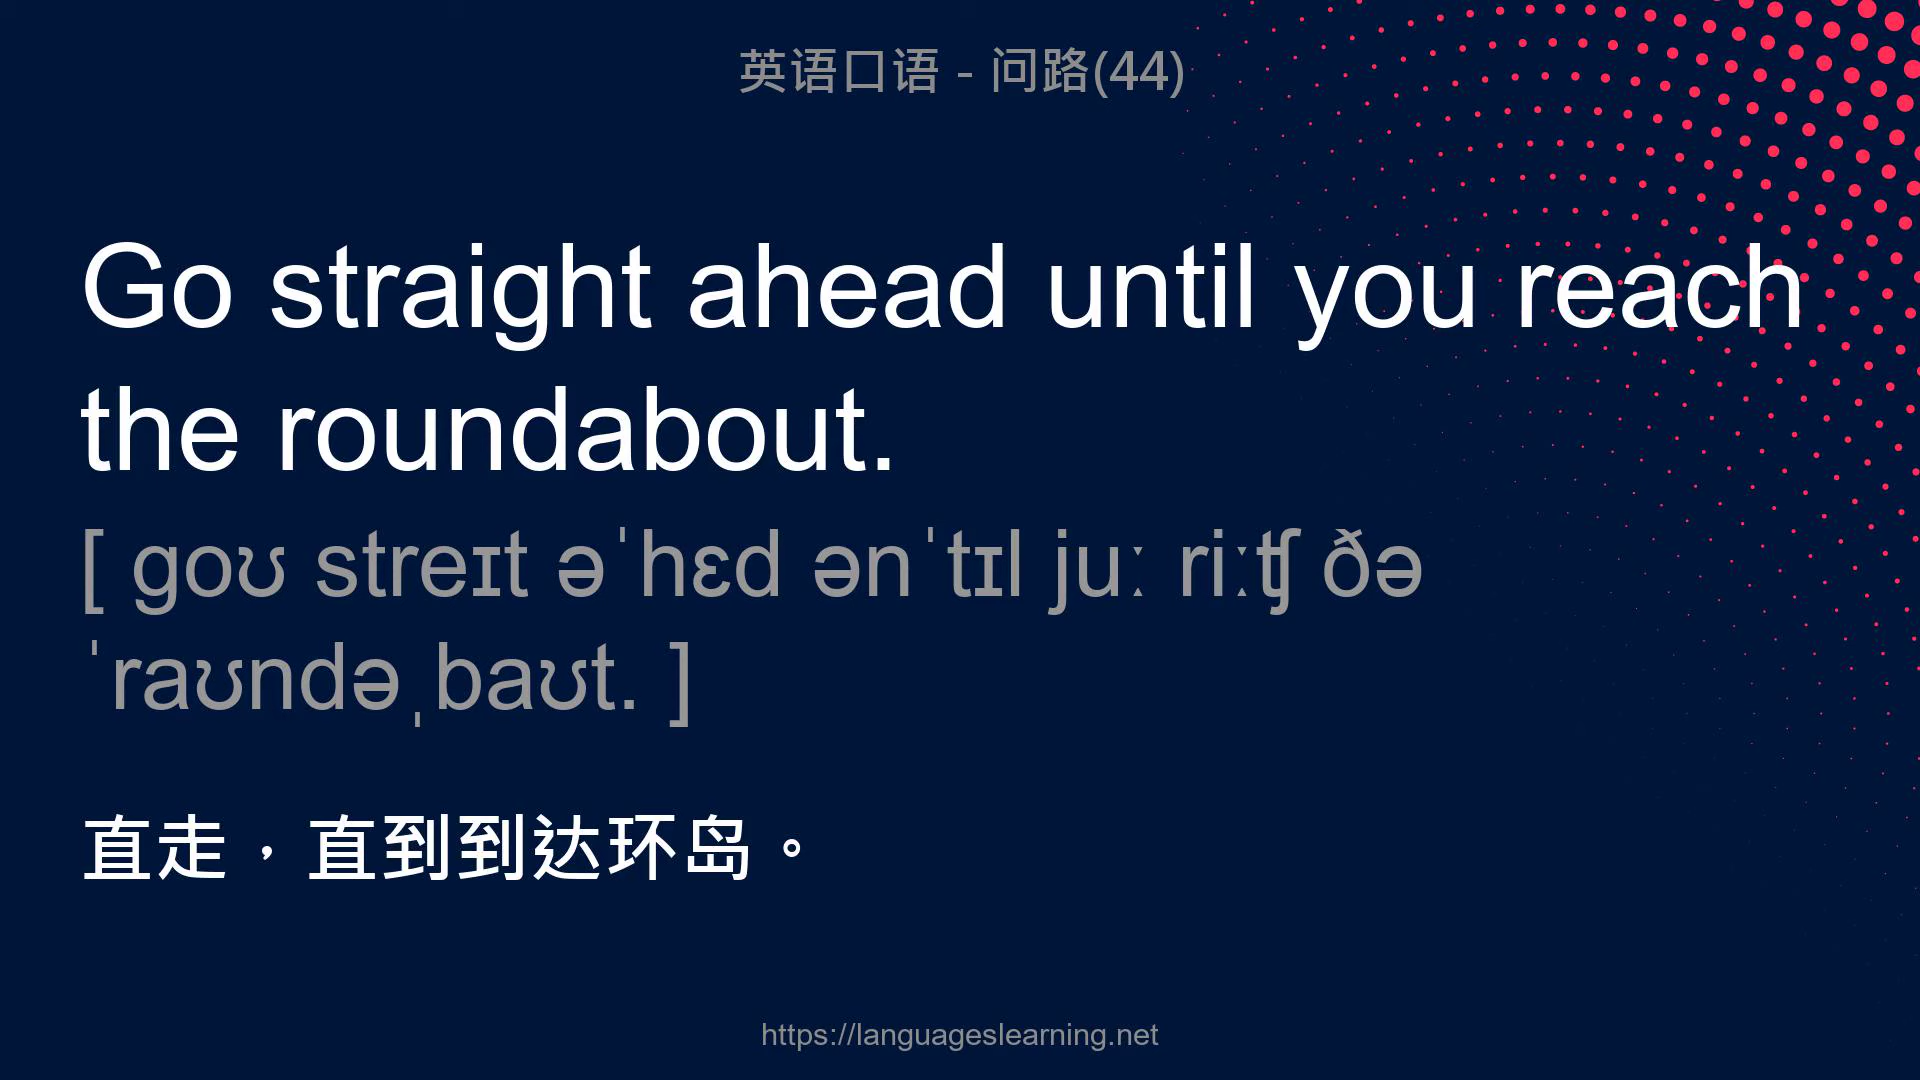 英语口语 - 问路(44)
Go straight ahead until you reach
the roundabout.
[ goʊ streɪt əˈhɛd ənˈtɪl juː riːʧ ðə
ˈraʊndəˌbaʊt. ]
直走，直到到达环岛。
https://languageslearning.net